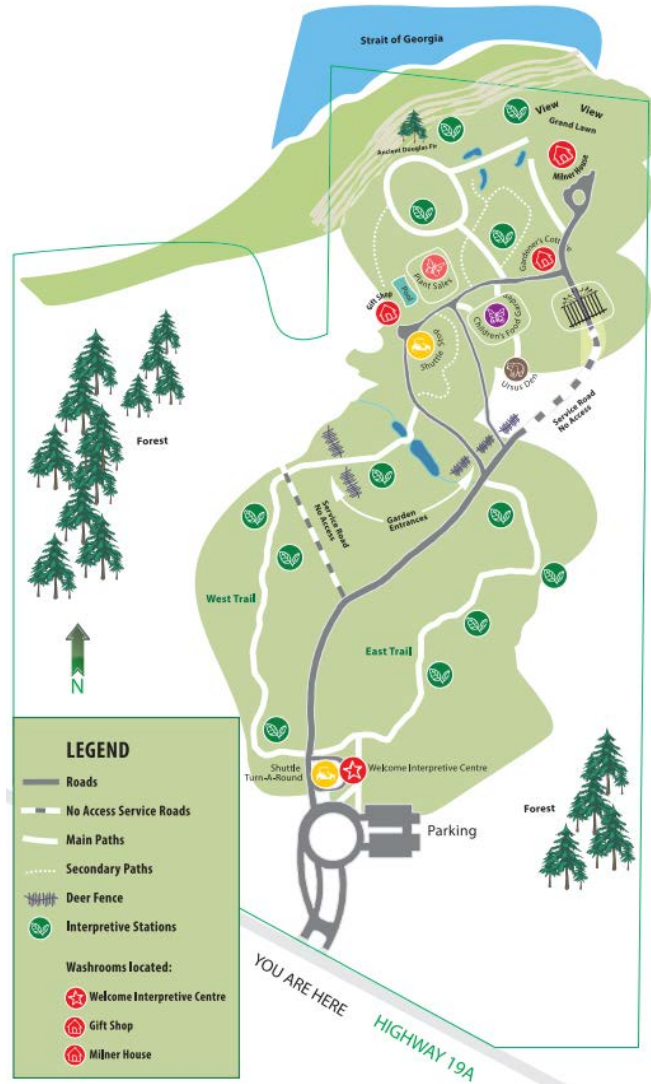 Strait of Georgia
View View
Grand Lawn
Ancient Douglas Fir
Milner House
Gardener's Cottage
Plant Sales
Pool
Gift Shop
Children's Food Garden
Shuttle
Stop
Ursus Den
Service Road
No Access
Forest
Garden
Entrances
Service Road
No Access
West Trail
East Trail
N
LEGEND
Roads
No Access Service Roads
Main Paths
Secondary Paths
Deer Fence
Interpretive Stations
Washrooms located:
Welcome Interpretive Centre
Gift Shop
Milner House
Shuttle
Turn-A-Round
Welcome Interpretive Centre
Parking
Forest
YOU ARE HERE
HIGHWAY 19A